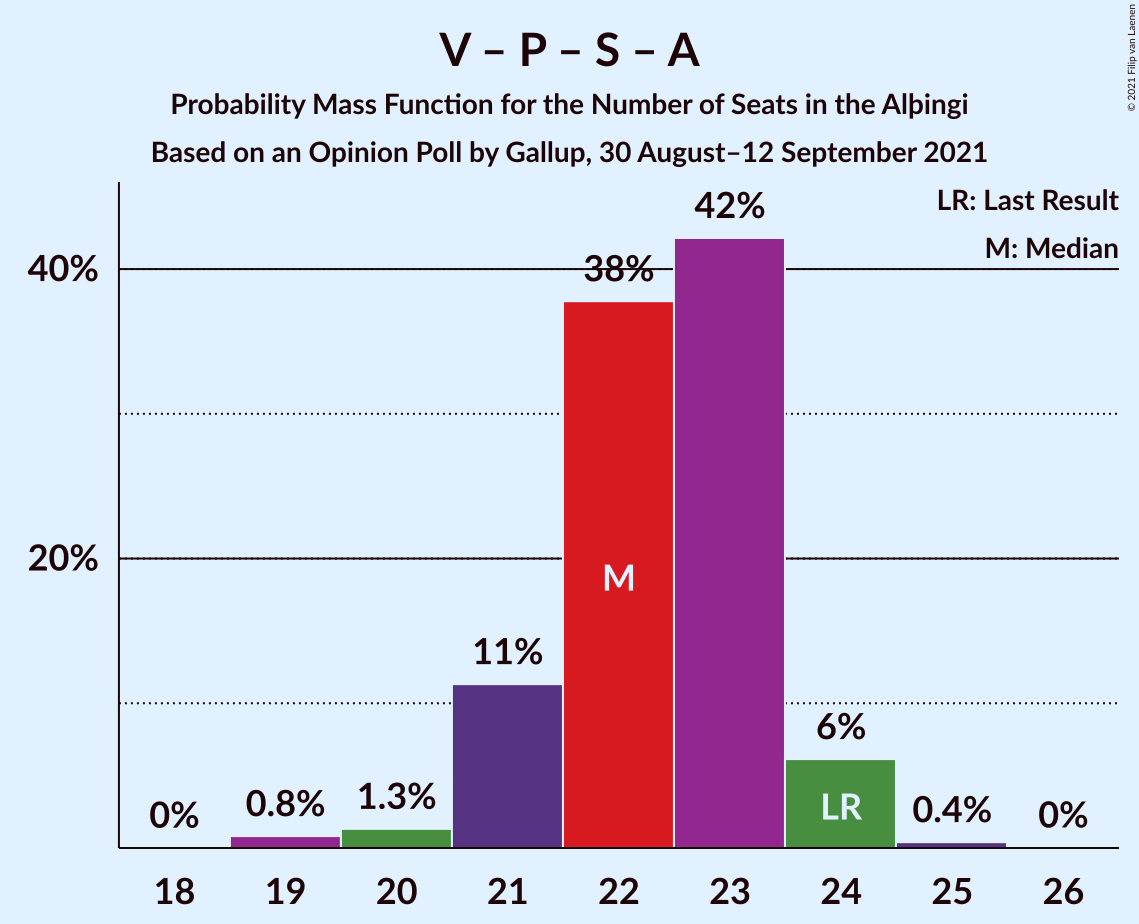 V – P – S – A
Probability Mass Function for the Number of Seats in the Alþingi
Based on an Opinion Poll by Gallup, 30 August–12 September 2021
© 2021 Filip van Laenen
LR: Last Result
M: Median
40%
20%
0%
0.8%
1.3%
11%
38%
42%
6%
0.4%
0%
M
LR
18 19 20 21 22 23 24 25 26